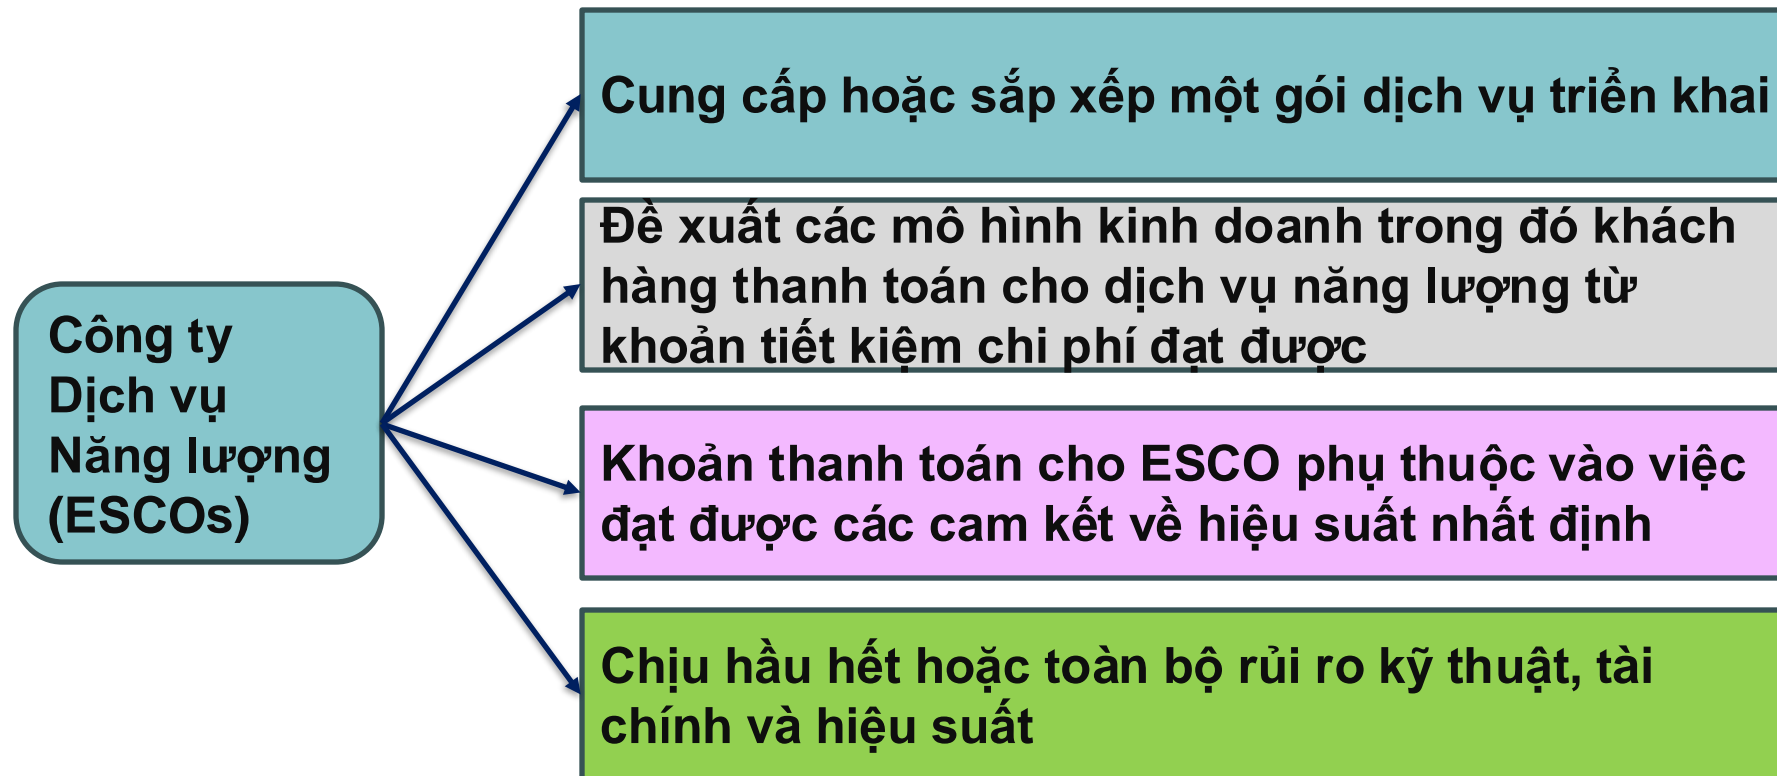 Công ty
Dịch vụ
Năng lượng
(ESCOs)
Cung cấp hoặc sắp xếp một gói dịch vụ triển khai
Đề xuất các mô hình kinh doanh trong đó khách
hàng thanh toán cho dịch vụ năng lượng từ
khoản tiết kiệm chi phí đạt được
Khoản thanh toán cho ESCO phụ thuộc vào việc
đạt được các cam kết về hiệu suất nhất định
Chịu hầu hết hoặc toàn bộ rủi ro kỹ thuật, tài
chính và hiệu suất